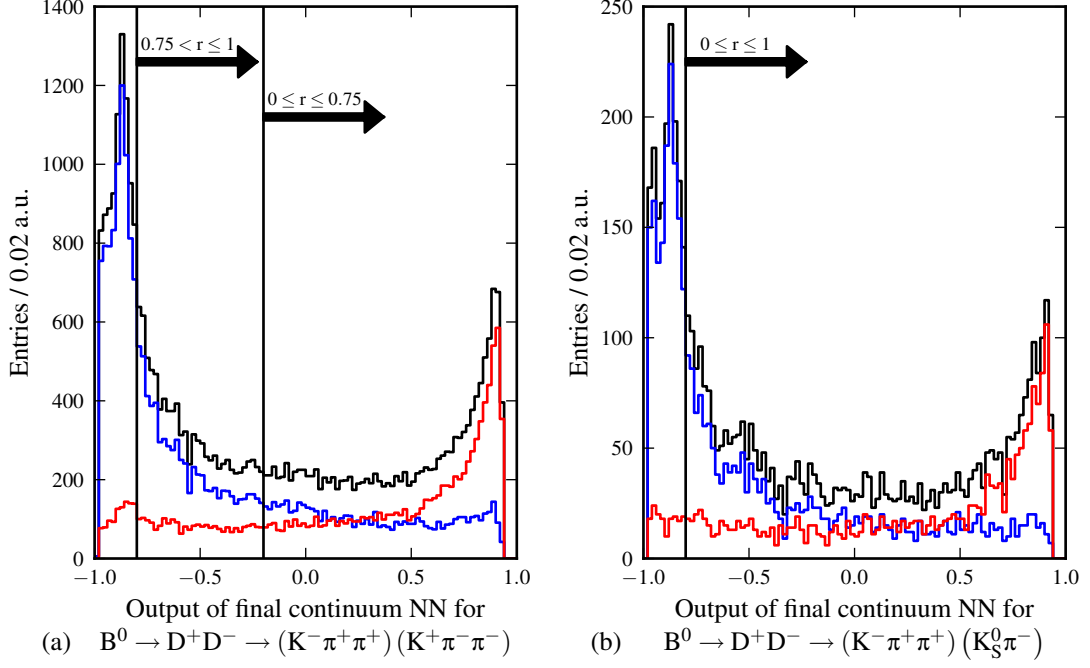 1400
1200
1000
800
600
400
200
0
Entries / 0.02 a.u.
0.75 < r ≤ 1
0 ≤ r ≤ 0.75
−1.0 −0.5 0.0 0.5 1.0
Output of final continuum NN for
(a) B⁰ → D⁺D⁻ → (K⁻π⁺π⁺) (K⁺π⁻π⁻)
250
200
150
100
50
0
Entries / 0.02 a.u.
0 ≤ r ≤ 1
−1.0 −0.5 0.0 0.5 1.0
Output of final continuum NN for
(b) B⁰ → D⁺D⁻ → (K⁻π⁺π⁺) (K⁰_Sπ⁻)